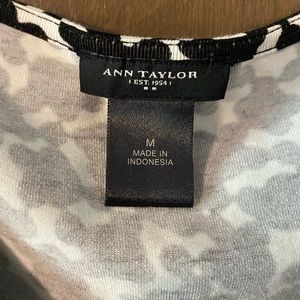 ANN TAYLOR
EST. 1954
M
MADE IN
INDONESIA